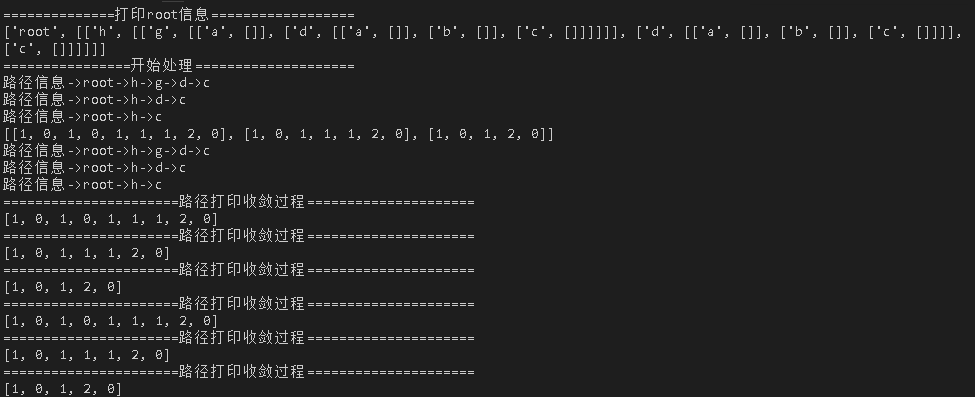 ==============打印root信息==================
['root', [['h', [['g', [['a', []], ['d', [['a', []], ['b', []], ['c', []]]]]], ['d', [['a', []], ['b', []], ['c', []]]],
['c', []]]]]]
================开始处理====================
路径信息->root->h->g->d->c
路径信息->root->h->d->c
路径信息->root->h->c
[[1, 0, 1, 0, 1, 1, 1, 2, 0], [1, 0, 1, 1, 1, 2, 0], [1, 0, 1, 2, 0]]
路径信息->root->h->g->d->c
路径信息->root->h->d->c
路径信息->root->h->c
======================路径打印收敛过程=====================
[1, 0, 1, 0, 1, 1, 1, 2, 0]
======================路径打印收敛过程=====================
[1, 0, 1, 1, 1, 2, 0]
======================路径打印收敛过程=====================
[1, 0, 1, 2, 0]
======================路径打印收敛过程=====================
[1, 0, 1, 0, 1, 1, 1, 2, 0]
======================路径打印收敛过程=====================
[1, 0, 1, 1, 1, 2, 0]
======================路径打印收敛过程=====================
[1, 0, 1, 2, 0]